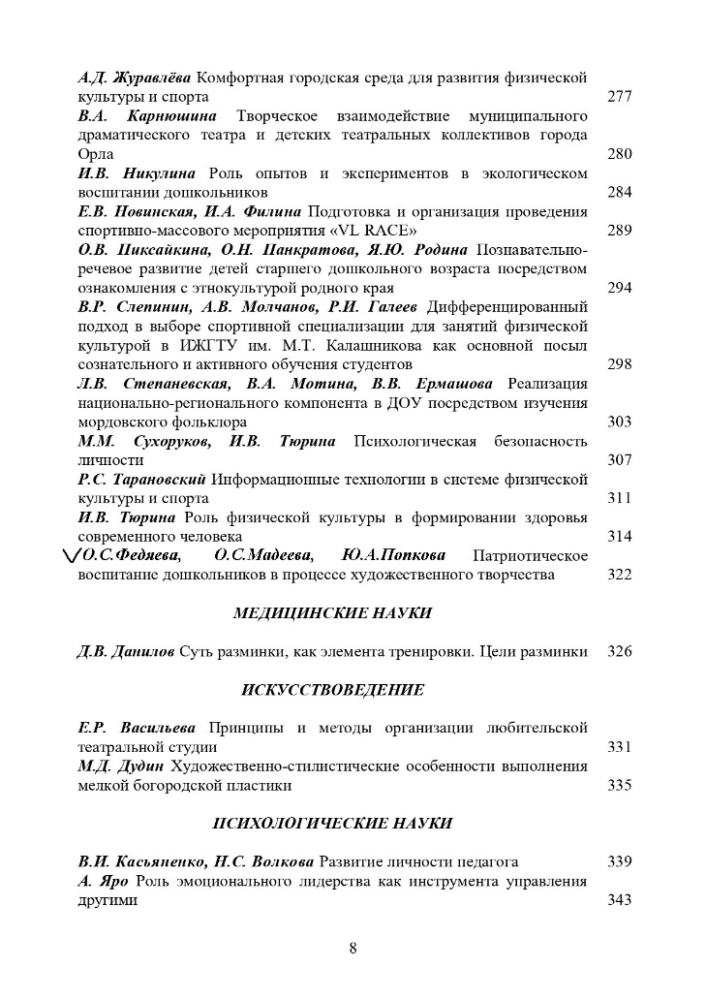 А.Д. Журавлёва Комфортная городская среда для развития физической
культуры и спорта 277
В.А. Карнюшина Творческое взаимодействие муниципального
драматического театра и детских театральных коллективов города
Орла 280
И.В. Никулина Роль опытов и экспериментов в экологическом
воспитании дошкольников 284
Е.В. Новинская, И.А. Филина Подготовка и организация проведения
спортивно-массового мероприятия «VL RACE» 289
О.В. Пиксайкина, О.Н. Панкратова, Я.Ю. Родина Познавательно-
речевое развитие детей старшего дошкольного возраста посредством
ознакомления с этнокультурой родного края 294
В.Р. Слепинин, А.В. Молчанов, Р.И. Галеев Дифференцированный
подход в выборе спортивной специализации для занятий физической
культурой в ИЖГТУ им. М.Т. Калашникова как основной посыл
сознательного и активного обучения студентов 298
Л.В. Степаневская, В.А. Мотина, В.В. Ермашова Реализация
национально-регионального компонента в ДОУ посредством изучения
мордовского фольклора 303
М.М. Сухоруков, И.В. Тюрина Психологическая безопасность
личности 307
Р.С. Тарановский Информационные технологии в системе физической
культуры и спорта 311
И.В. Тюрина Роль физической культуры в формировании здоровья
современного человека 314
О.С.Федяева, О.С.Мадеева, Ю.А.Попкова Патриотическое
воспитание дошкольников в процессе художественного творчества 322
МЕДИЦИНСКИЕ НАУКИ
Д.В. Данилов Суть разминки, как элемента тренировки. Цели разминки 326
ИСКУССТВОВЕДЕНИЕ
Е.Р. Васильева Принципы и методы организации любительской
театральной студии 331
М.Д. Дудин Художественно-стилистические особенности выполнения
мелкой богородской пластики 335
ПСИХОЛОГИЧЕСКИЕ НАУКИ
В.И. Касьяненко, Н.С. Волкова Развитие личности педагога 339
А. Яро Роль эмоционального лидерства как инструмента управления
другими 343
8